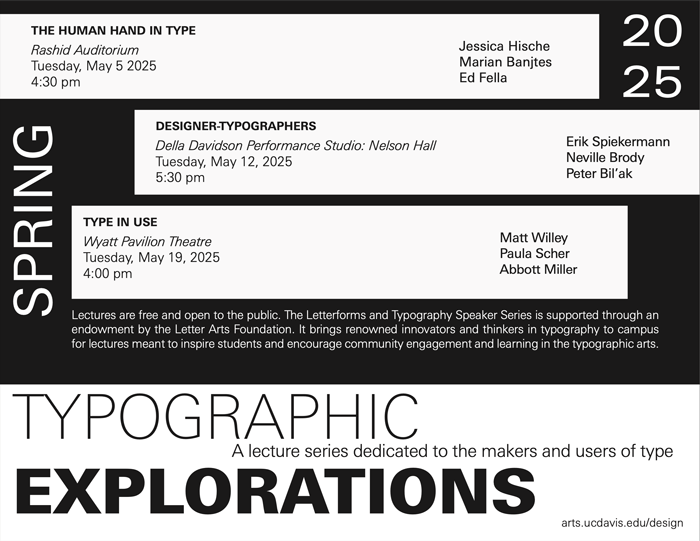 THE HUMAN HAND IN TYPE
Rashid Auditorium
Tuesday, May 5 2025
4:30 pm
Jessica Hische
Marian Banjtes
Ed Fella
20
25
SPRING
DESIGNER-TYPOGRAPHERS
Della Davidson Performance Studio: Nelson Hall
Tuesday, May 12, 2025
5:30 pm
Erik Spiekermann
Neville Brody
Peter Bil’ak
TYPE IN USE
Wyatt Pavilion Theatre
Tuesday, May 19, 2025
4:00 pm
Matt Willey
Paula Scher
Abbott Miller
Lectures are free and open to the public. The Letterforms and Typography Speaker Series is supported through an
endowment by the Letter Arts Foundation. It brings renowned innovators and thinkers in typography to campus
for lectures meant to inspire students and encourage community engagement and learning in the typographic arts.
TYPOGRAPHIC
A lecture series dedicated to the makers and users of type
EXPLORATIONS
arts.ucdavis.edu/design